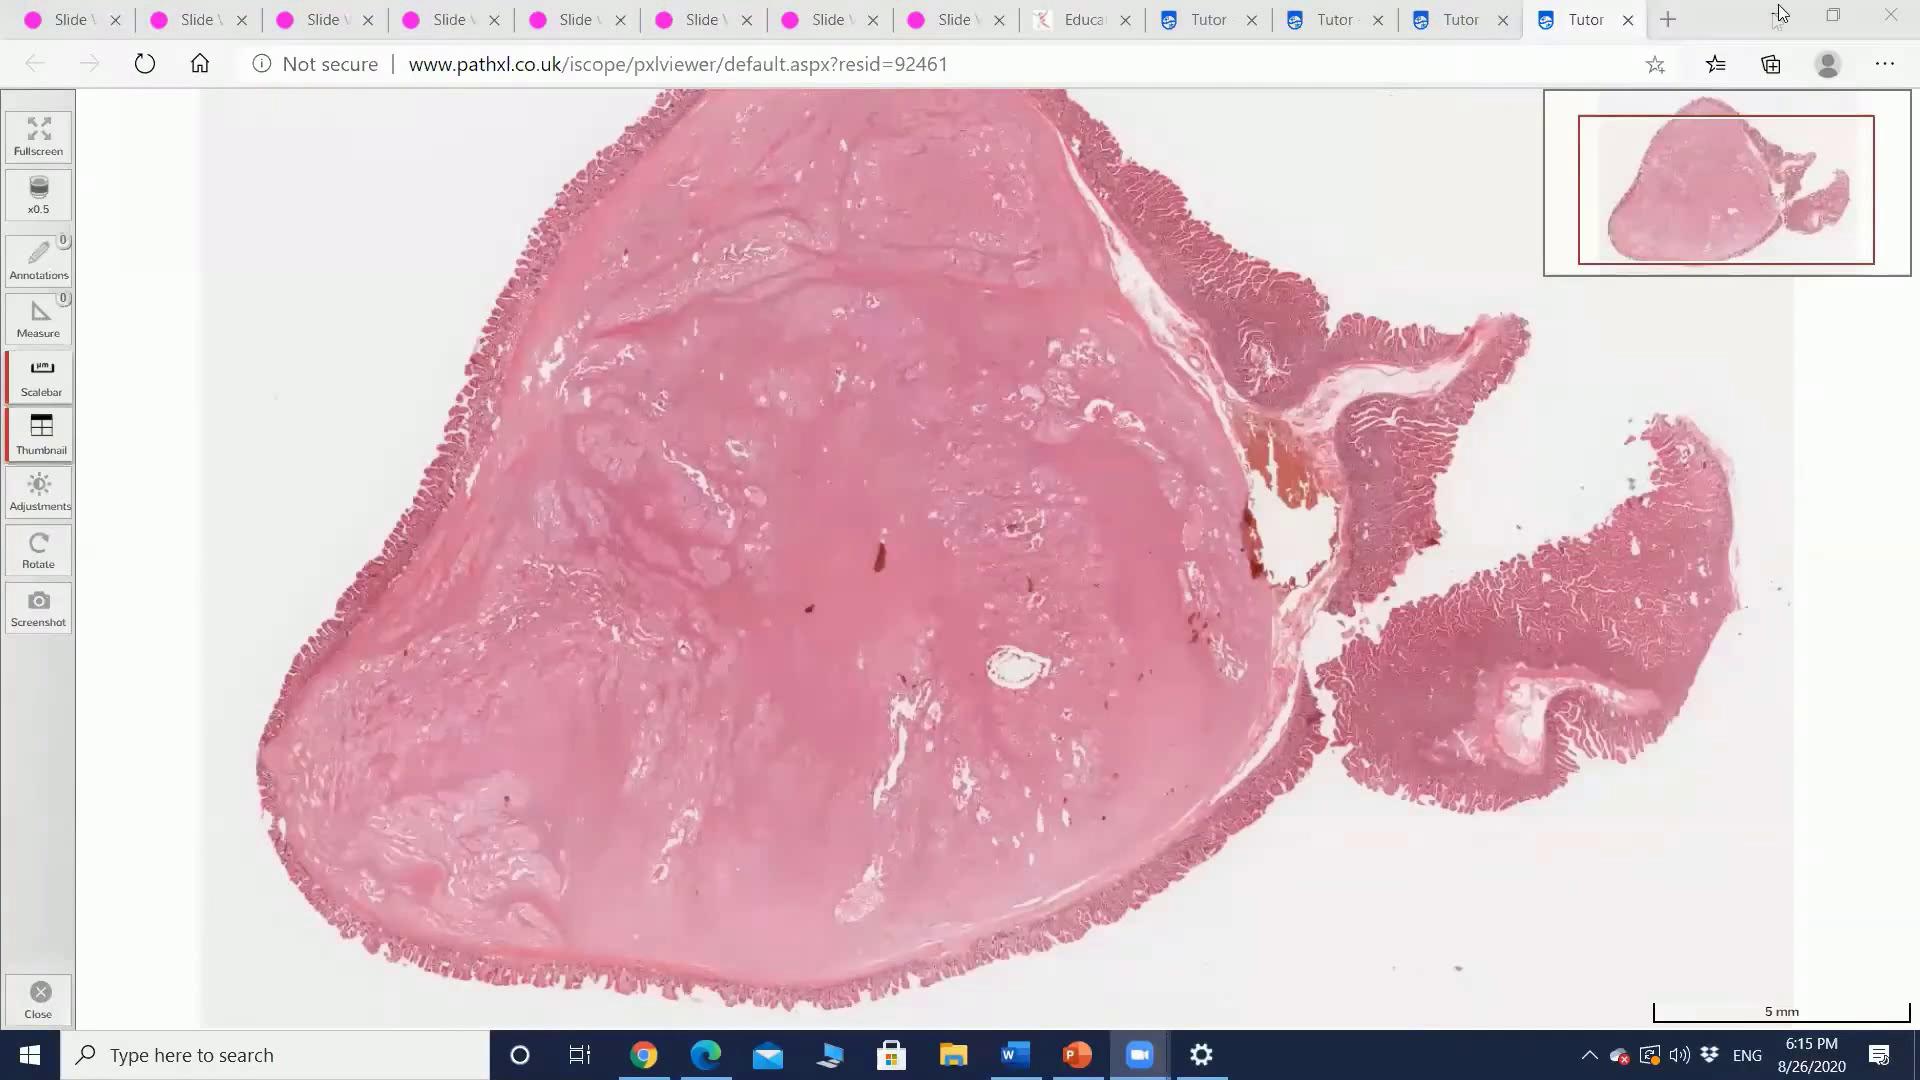 Slide \
Slide \
Slide \
Slide \
Slide \
Slide \
Slide \
Slide \
Educa
Tutor
Tutor
Tutor
Tutor
Not secure
www.pathxl.co.uk/iscope/pxlviewer/default.aspx?resid=92461
Fullscreen
x0.5
0
Annotations
0
Measure
µm
Scalebar
Thumbnail
Adjustments
Rotate
Screenshot
Close
5 mm
Type here to search
ENG
6:15 PM
8/26/2020